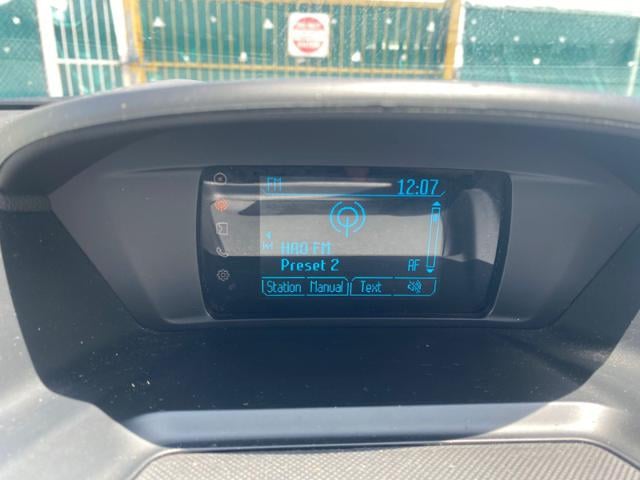 FM 12:07
HAO FM
Preset 2 AF
Station Manual Text